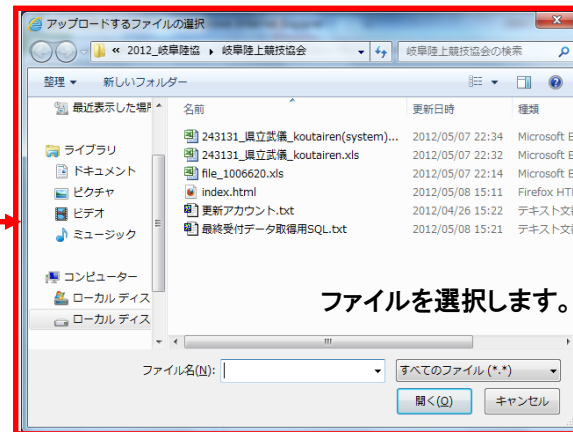 アップロードするファイルの選択
« 2012_岐阜陸協 ▸ 岐阜陸上競技協会
岐阜陸上競技協会の検索
整理 ▼ 新しいフォルダー
最近表示した場所
ライブラリ
ドキュメント
ピクチャ
ビデオ
ミュージック
コンピューター
ローカル ディス
ローカル ディス
名前 更新日時 種類
243131_県立武儀_koutairen(system)... 2012/05/07 22:34 Microsoft E
243131_県立武儀_koutairen.xls 2012/05/07 22:32 Microsoft E
file_1006620.xls 2012/05/07 22:14 Microsoft E
index.html 2012/05/08 15:11 Firefox HT
更新アカウント.txt 2012/04/26 15:22 テキスト文
最終受付データ取得用SQL.txt 2012/05/08 15:21 テキスト文
ファイルを選択します。
ファイル名(N): すべてのファイル (*.*)
開く(O) キャンセル